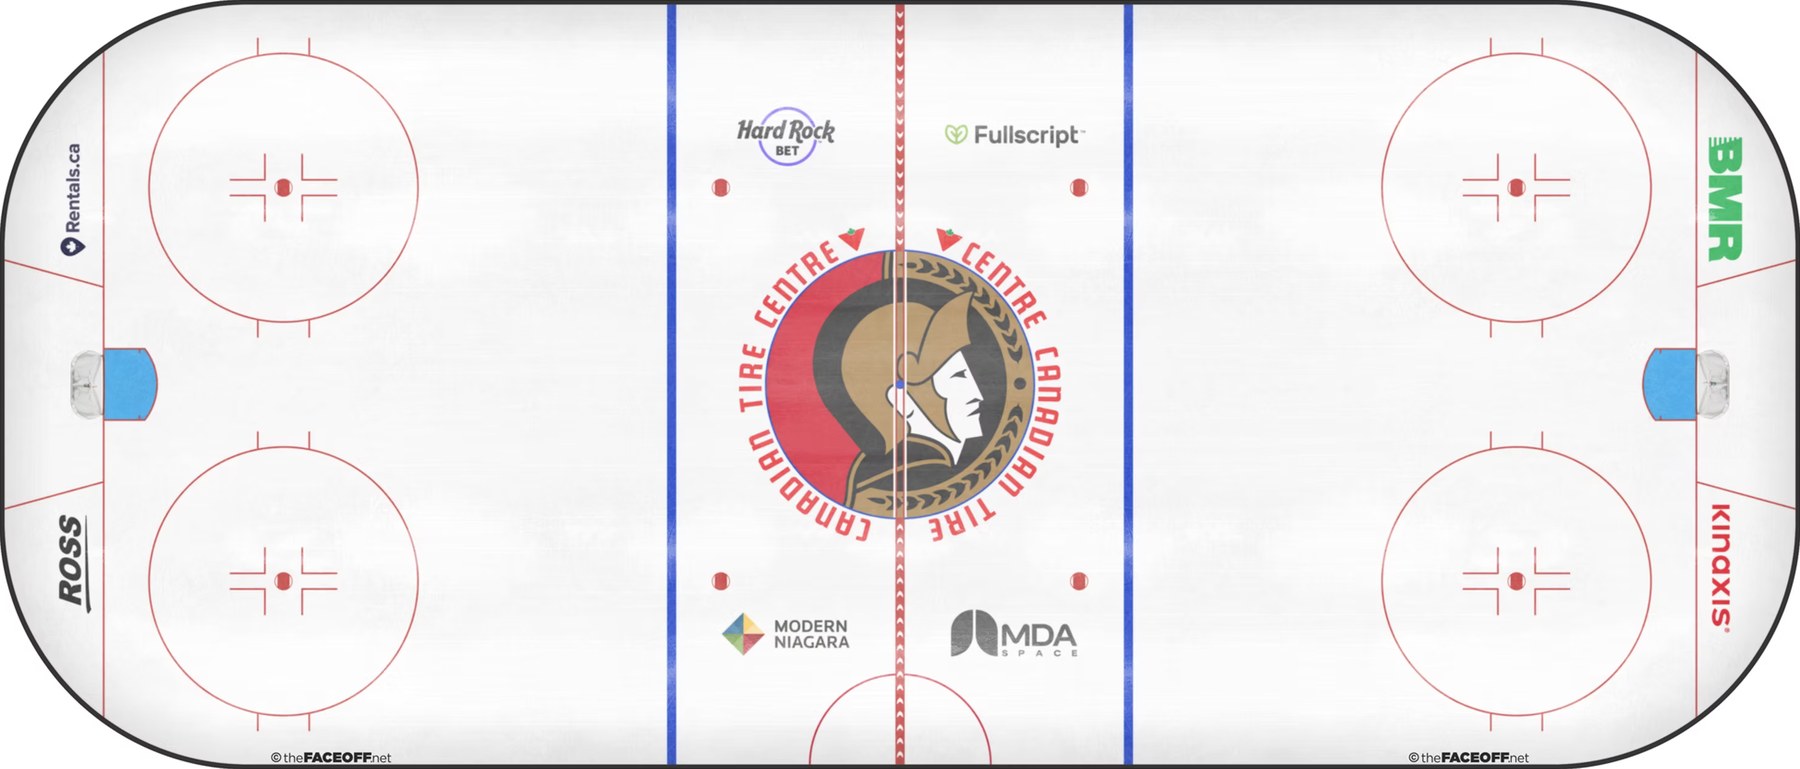 Hard Rock
BET
Fullscript™
Rentals.ca
BMR
CANADIAN TIRE CENTRE
CANADIAN TIRE CENTRE
ROSS
KINAXIS®
MODERN
NIAGARA
MDA
SPACE
©theFACEOFF.net
©theFACEOFF.net